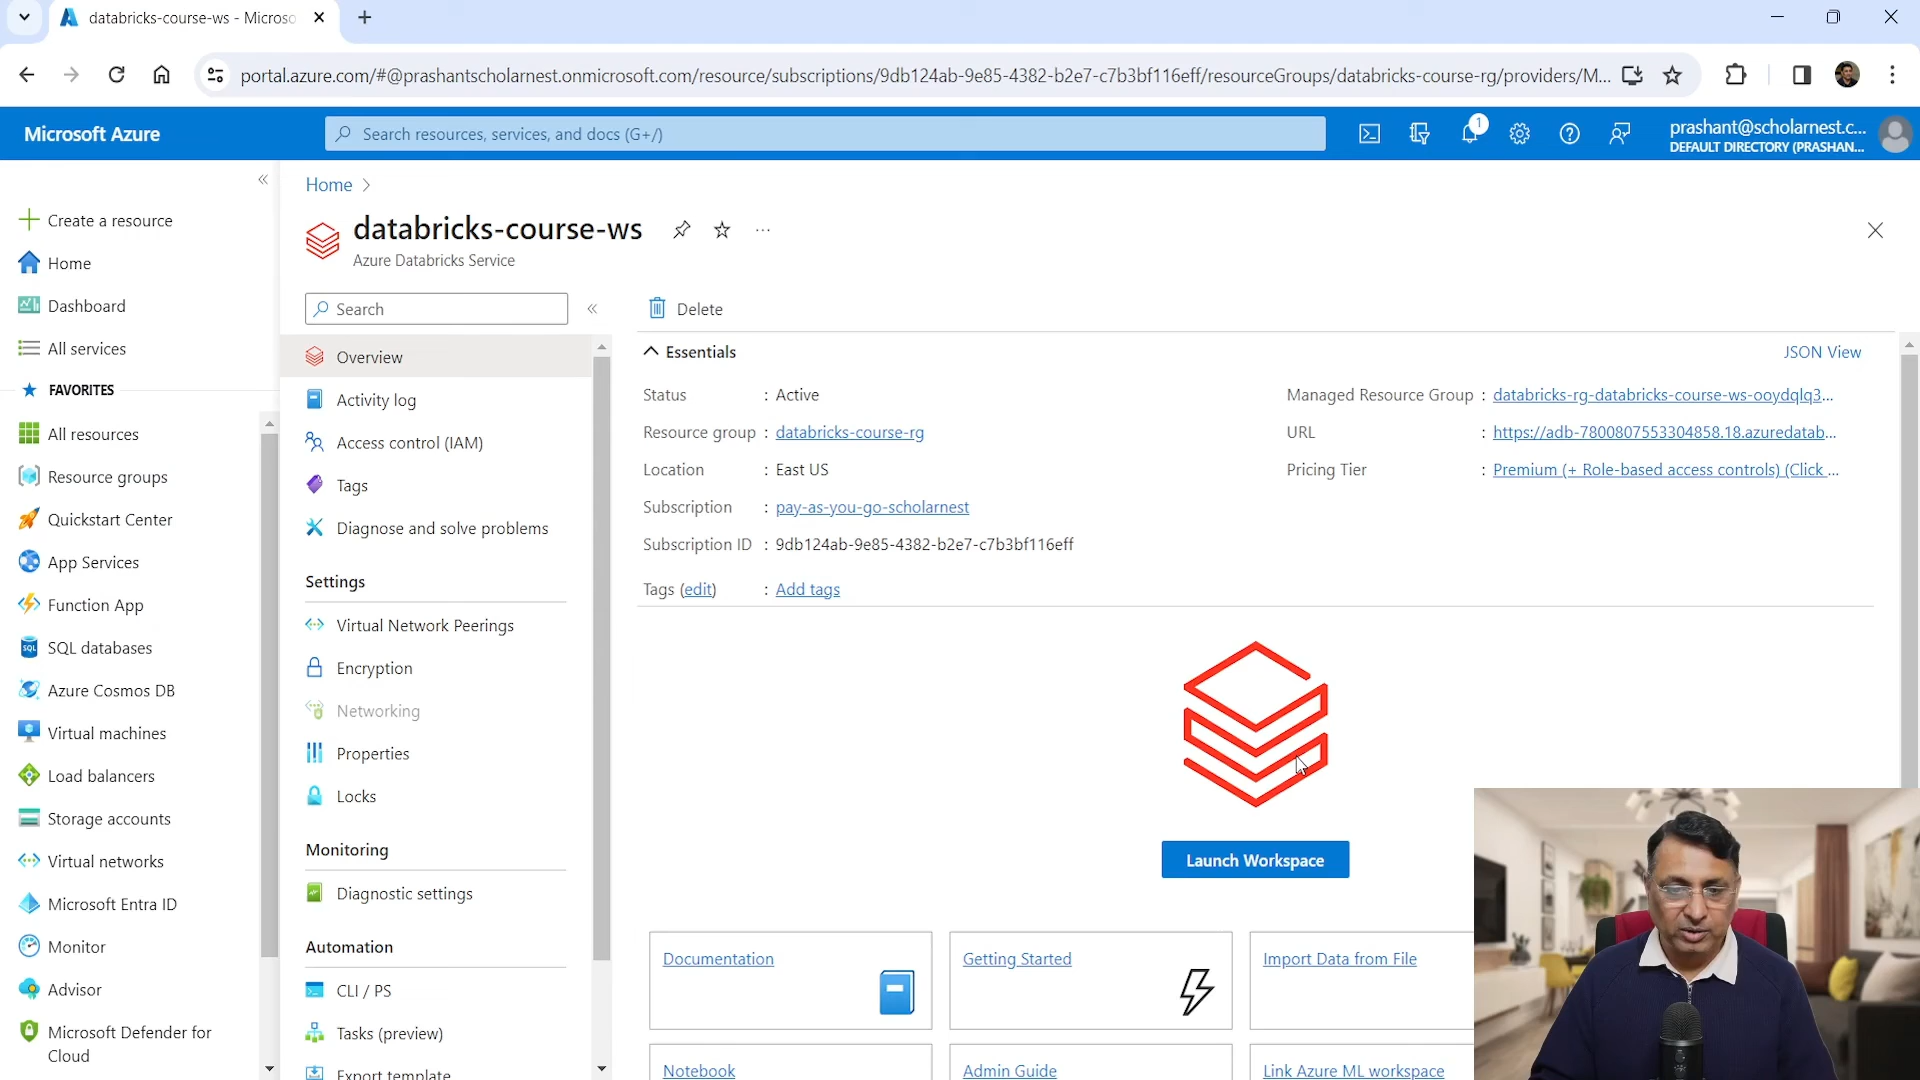 databricks-course-ws - Microso
portal.azure.com/#@prashantscholarnest.onmicrosoft.com/resource/subscriptions/9db124ab-9e85-4382-b2e7-c7b3bf116eff/resourceGroups/databricks-course-rg/providers/M...
Microsoft Azure
Search resources, services, and docs (G+/)
1
prashant@scholarnest.c...
DEFAULT DIRECTORY (PRASHAN...
Create a resource
Home
Dashboard
All services
FAVORITES
All resources
Resource groups
Quickstart Center
App Services
Function App
SQL databases
Azure Cosmos DB
Virtual machines
Load balancers
Storage accounts
Virtual networks
Microsoft Entra ID
Monitor
Advisor
Microsoft Defender for
Cloud
Home
databricks-course-ws
Azure Databricks Service
Search
Overview
Activity log
Access control (IAM)
Tags
Diagnose and solve problems
Settings
Virtual Network Peerings
Encryption
Networking
Properties
Locks
Monitoring
Diagnostic settings
Automation
CLI / PS
Tasks (preview)
Export template
Delete
Essentials
JSON View
Status : Active
Resource group : databricks-course-rg
Location : East US
Subscription : pay-as-you-go-scholarnest
Subscription ID : 9db124ab-9e85-4382-b2e7-c7b3bf116eff
Tags (edit) : Add tags
Managed Resource Group : databricks-rg-databricks-course-ws-ooydqlq3...
URL : https://adb-7800807553304858.18.azuredatab...
Pricing Tier : Premium (+ Role-based access controls) (Click ...
Launch Workspace
Documentation
Getting Started
Import Data from File
Notebook
Admin Guide
Link Azure ML workspace